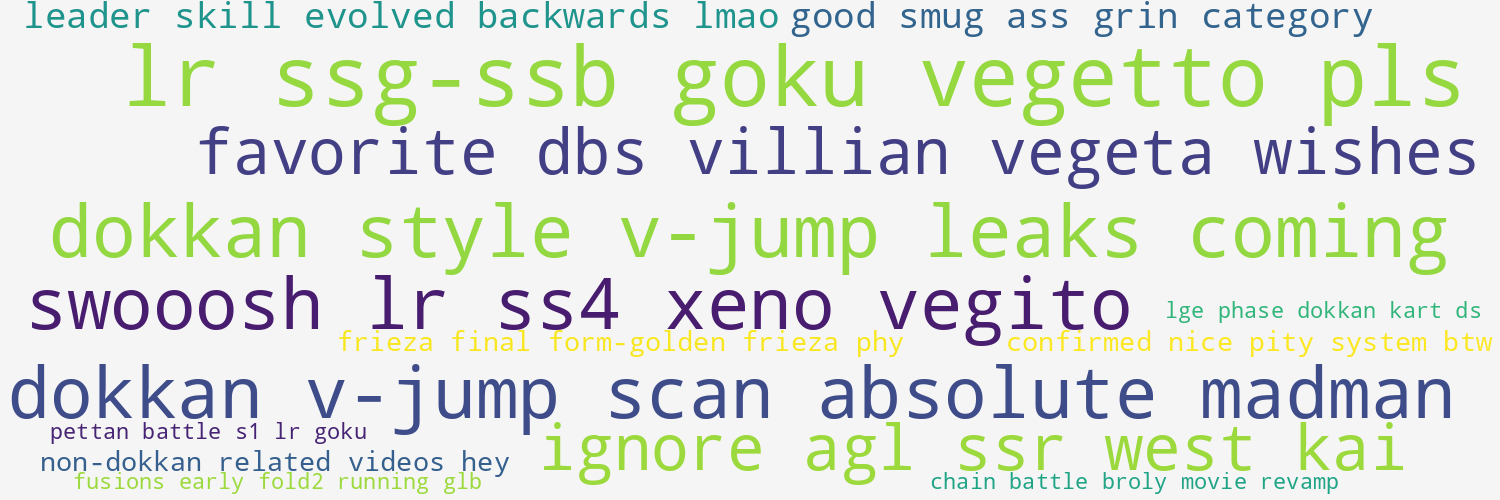 leader skill evolved backwards lmao
good smug ass grin category
lr ssg-ssb goku vegetto pls
favorite dbs villian vegeta wishes
dokkan style v-jump leaks coming
swooosh lr ss4 xeno vegito
lge phase dokkan kart ds
frieza final form-golden frieza phy
confirmed nice pity system btw
dokkan v-jump scan absolute madman
pettan battle s1 lr goku
ignore agl ssr west kai
non-dokkan related videos hey
fusions early fold2 running glb
chain battle broly movie revamp